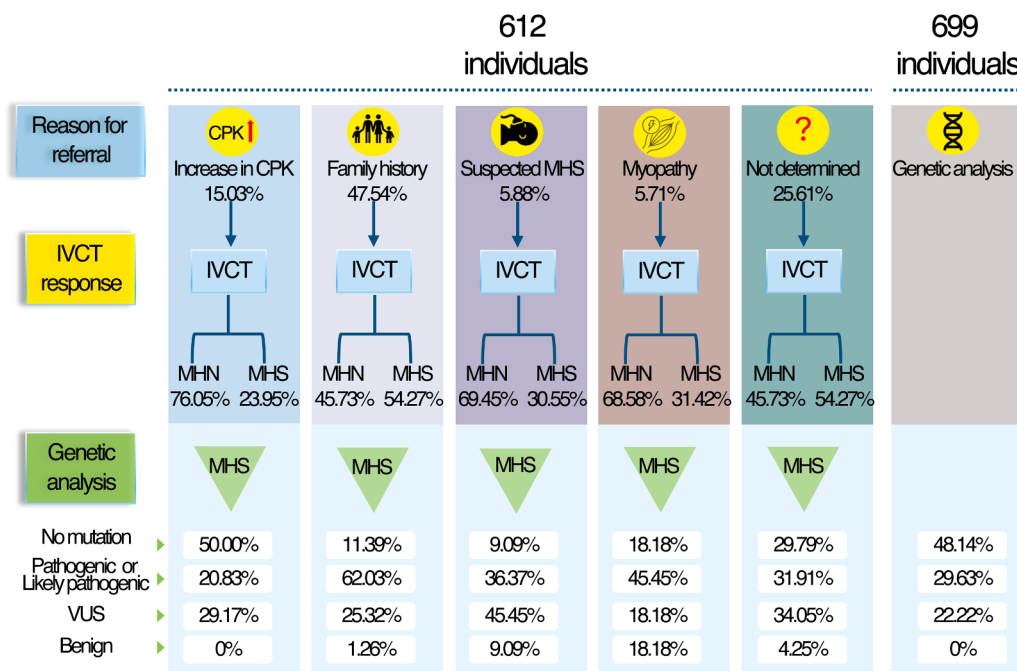 612
individuals
699
individuals
Reason for
referral
CPK
Increase in CPK
15.03%
Family history
47.54%
Suspected MHS
5.88%
Myopathy
5.71%
?
Not determined
25.61%
Genetic analysis
IVCT
response
IVCT
IVCT
IVCT
IVCT
IVCT
MHN MHS
76.05% 23.95%
MHN MHS
45.73% 54.27%
MHN MHS
69.45% 30.55%
MHN MHS
68.58% 31.42%
MHN MHS
45.73% 54.27%
Genetic
analysis
MHS
MHS
MHS
MHS
MHS
No mutation
50.00% 11.39% 9.09% 18.18% 29.79% 48.14%
Pathogenic or
Likely pathogenic
20.83% 62.03% 36.37% 45.45% 31.91% 29.63%
VUS
29.17% 25.32% 45.45% 18.18% 34.05% 22.22%
Benign
0% 1.26% 9.09% 18.18% 4.25% 0%